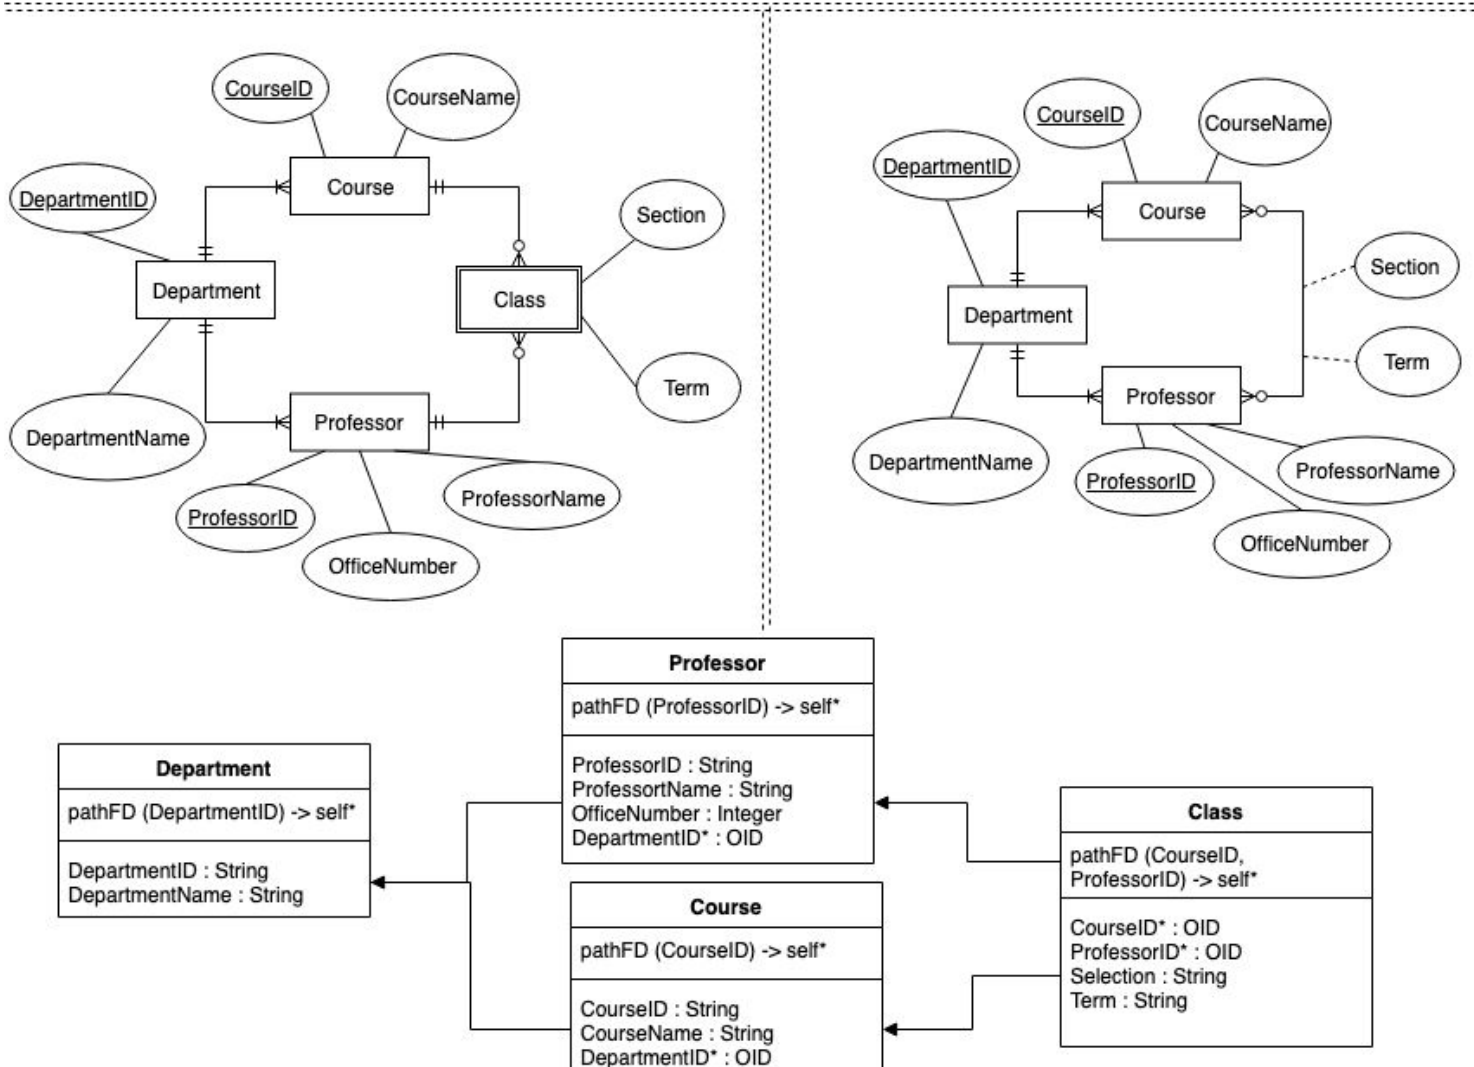 CourseID
CourseName
DepartmentID
Course
Section
Department
Class
Term
Professor
DepartmentName
ProfessorName
ProfessorID
OfficeNumber
CourseID
CourseName
DepartmentID
Course
Section
Department
Term
Professor
DepartmentName
ProfessorName
ProfessorID
OfficeNumber
Department
pathFD (DepartmentID) -> self*
DepartmentID : String
DepartmentName : String
Professor
pathFD (ProfessorID) -> self*
ProfessorID : String
ProfessortName : String
OfficeNumber : Integer
DepartmentID* : OID
Course
pathFD (CourseID) -> self*
CourseID : String
CourseName : String
DepartmentID* : OID
Class
pathFD (CourseID,
ProfessorID) -> self*
CourseID* : OID
ProfessorID* : OID
Selection : String
Term : String